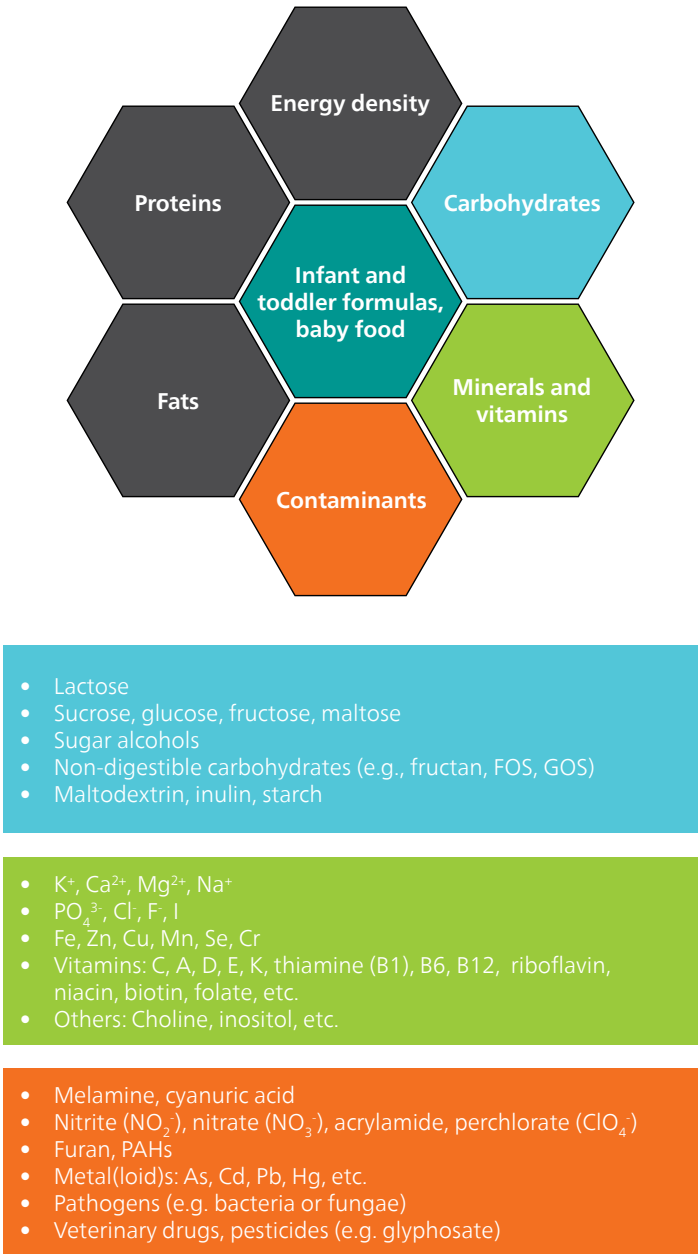 Energy density
Proteins
Carbohydrates
Infant and
toddler formulas,
baby food
Fats
Minerals and
vitamins
Contaminants
• Lactose
• Sucrose, glucose, fructose, maltose
• Sugar alcohols
• Non-digestible carbohydrates (e.g., fructan, FOS, GOS)
• Maltodextrin, inulin, starch
• K⁺, Ca²⁺, Mg²⁺, Na⁺
• PO₄³⁻, Cl⁻, F⁻, I
• Fe, Zn, Cu, Mn, Se, Cr
• Vitamins: C, A, D, E, K, thiamine (B1), B6, B12, riboflavin,
niacin, biotin, folate, etc.
• Others: Choline, inositol, etc.
• Melamine, cyanuric acid
• Nitrite (NO₂⁻), nitrate (NO₃⁻), acrylamide, perchlorate (ClO₄⁻)
• Furan, PAHs
• Metal(loid)s: As, Cd, Pb, Hg, etc.
• Pathogens (e.g. bacteria or fungae)
• Veterinary drugs, pesticides (e.g. glyphosate)